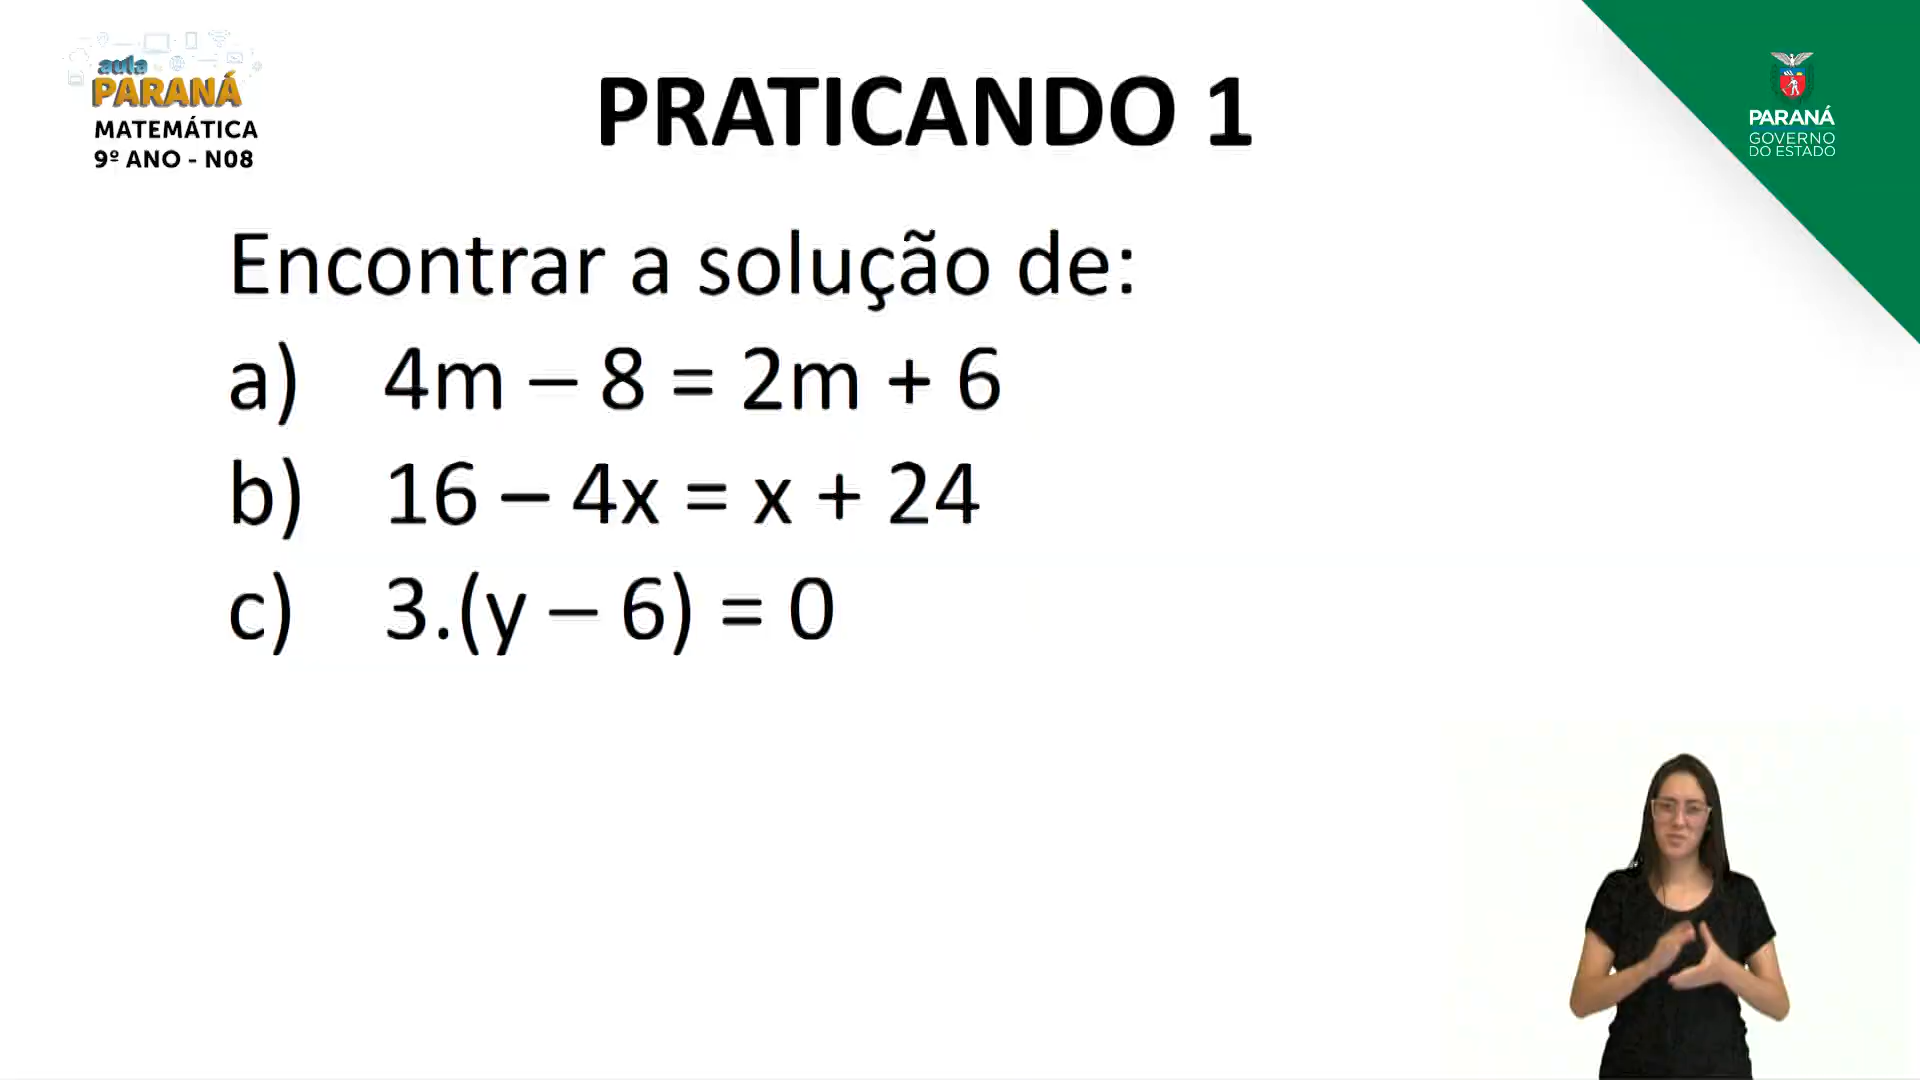 aula
PARANÁ
MATEMÁTICA
9º ANO - N08
PRATICANDO 1
PARANÁ
GOVERNO
DO ESTADO
Encontrar a solução de:
a) 4m – 8 = 2m + 6
b) 16 – 4x = x + 24
c) 3.(y – 6) = 0